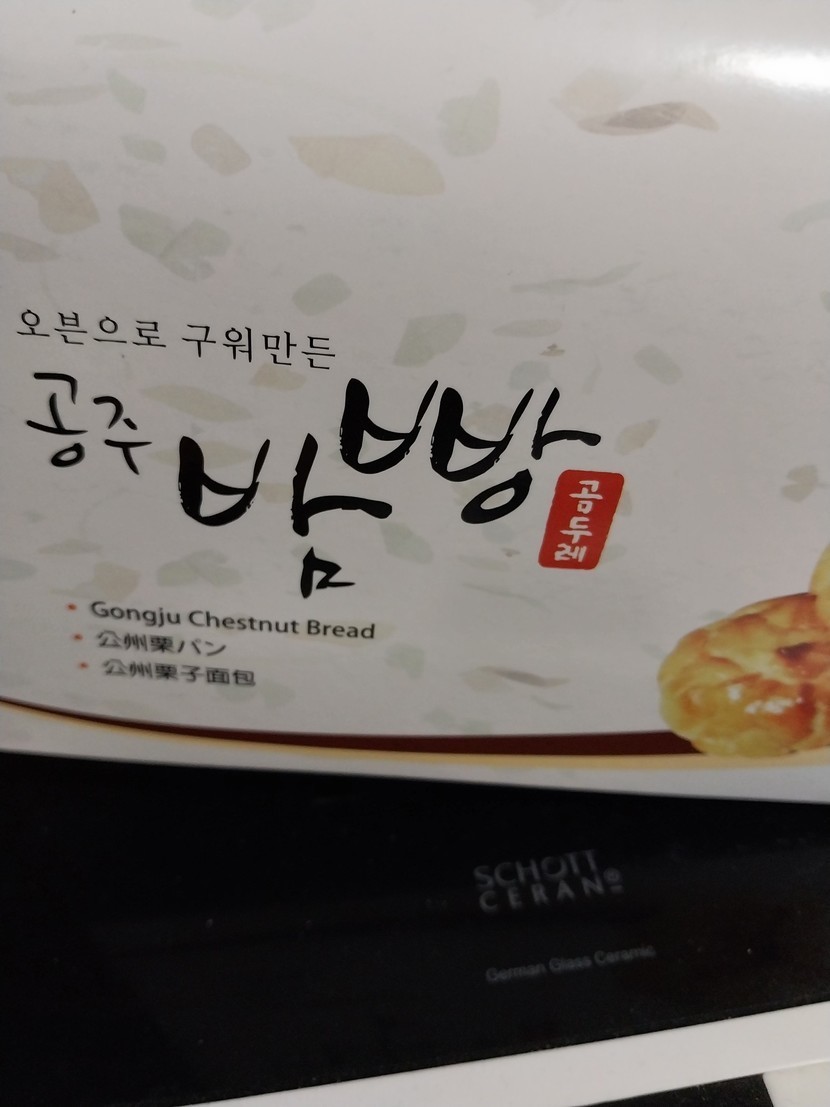 오븐으로 구워만든
공주 밤빵
곰두레
Gongju Chestnut Bread
公州栗パン
公州栗子面包
SCHOTT
CERAN®
German Glass Ceramic